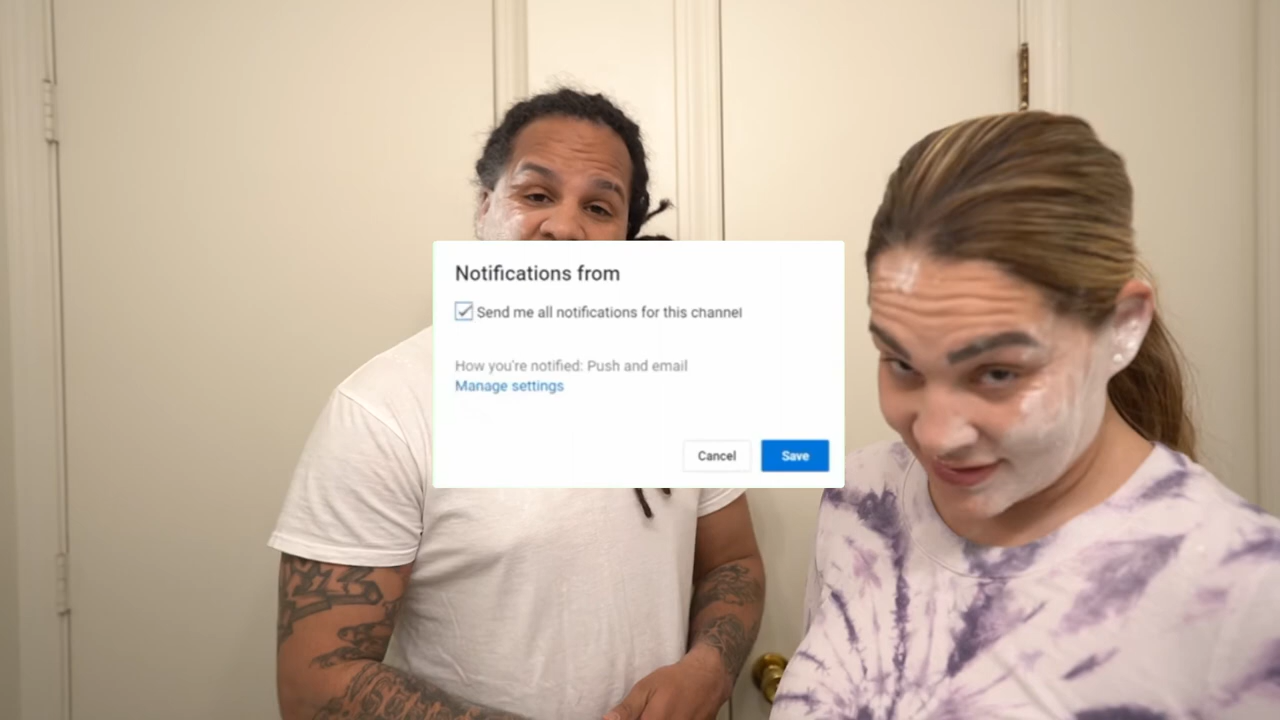 Notifications from
Send me all notifications for this channel
How you're notified: Push and email
Manage settings
Cancel
Save